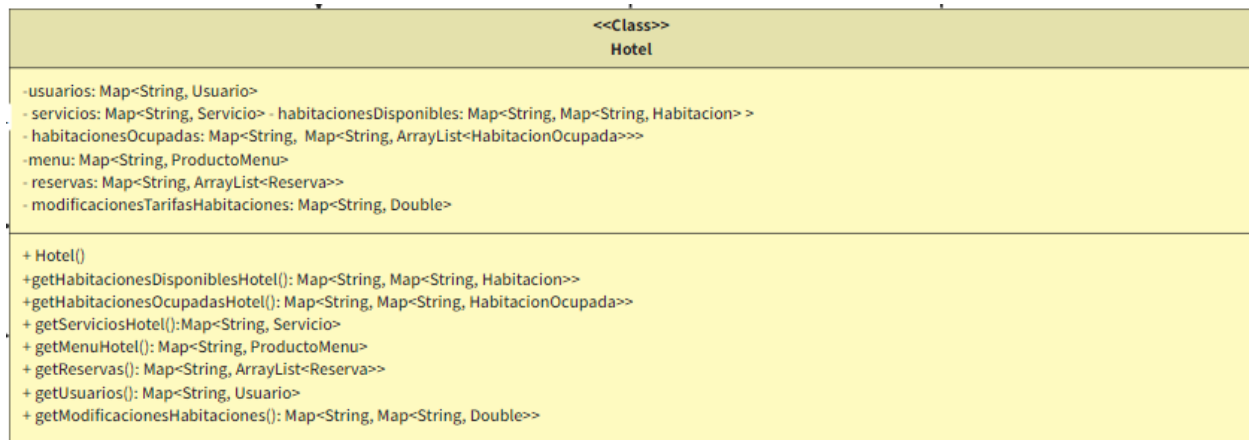 <<Class>>
Hotel
-usuarios: Map<String, Usuario>
- servicios: Map<String, Servicio> - habitacionesDisponibles: Map<String, Map<String, Habitacion> >
- habitacionesOcupadas: Map<String, Map<String, ArrayList<HabitacionOcupada>>>
-menu: Map<String, ProductoMenu>
- reservas: Map<String, ArrayList<Reserva>>
- modificacionesTarifasHabitaciones: Map<String, Double>
+ Hotel()
+getHabitacionesDisponiblesHotel(): Map<String, Map<String, Habitacion>>
+getHabitacionesOcupadasHotel(): Map<String, Map<String, HabitacionOcupada>>
+ getServiciosHotel():Map<String, Servicio>
+ getMenuHotel(): Map<String, ProductoMenu>
+ getReservas(): Map<String, ArrayList<Reserva>>
+ getUsuarios(): Map<String, Usuario>
+ getModificacionesHabitaciones(): Map<String, Map<String, Double>>